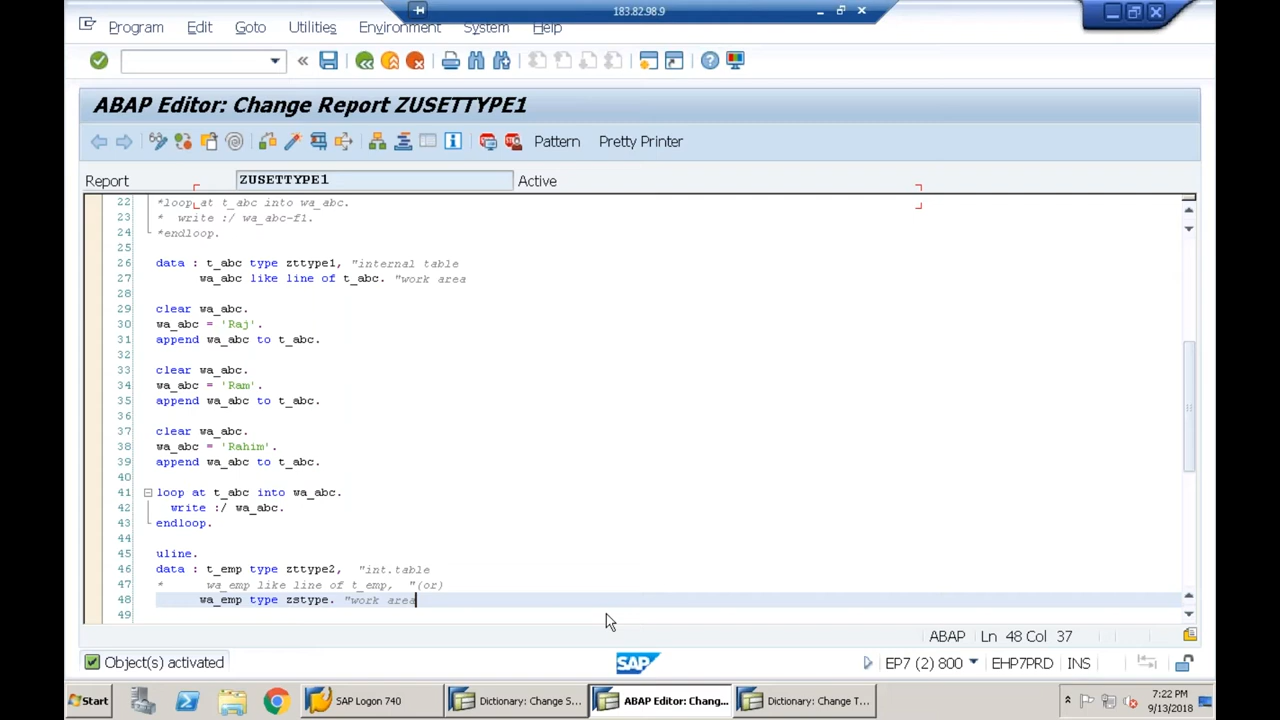 183.82.98.9
Program Edit Goto Utilities Environment System Help
ABAP Editor: Change Report ZUSETTYPE1
Pattern Pretty Printer
Report ZUSETTYPE1 Active
22 *loop at t_abc into wa_abc.
23 * write :/ wa_abc-f1.
24 *endloop.
25
26 data : t_abc type zttype1, "internal table
27 wa_abc like line of t_abc. "work area
28
29 clear wa_abc.
30 wa_abc = 'Raj'.
31 append wa_abc to t_abc.
32
33 clear wa_abc.
34 wa_abc = 'Ram'.
35 append wa_abc to t_abc.
36
37 clear wa_abc.
38 wa_abc = 'Rahim'.
39 append wa_abc to t_abc.
40
41 loop at t_abc into wa_abc.
42 write :/ wa_abc.
43 endloop.
44
45 uline.
46 data : t_emp type zttype2, "int.table
47 * wa_emp like line of t_emp, "(or)
48 wa_emp type zstype. "work area
49
ABAP Ln 48 Col 37
Object(s) activated SAP EP7 (2) 800 EHP7PRD INS
Start SAP Logon 740 Dictionary: Change S... ABAP Editor: Chang... Dictionary: Change T... 7:22 PM
9/13/2018